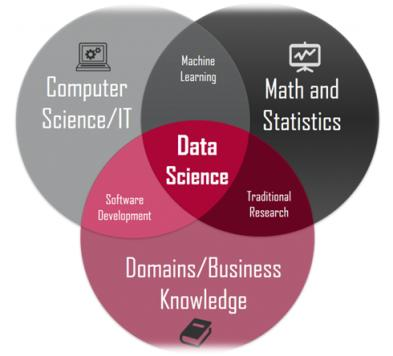 Machine
Learning
Computer
Science/IT
Math and
Statistics
Data
Science
Software
Development
Traditional
Research
Domains/Business
Knowledge